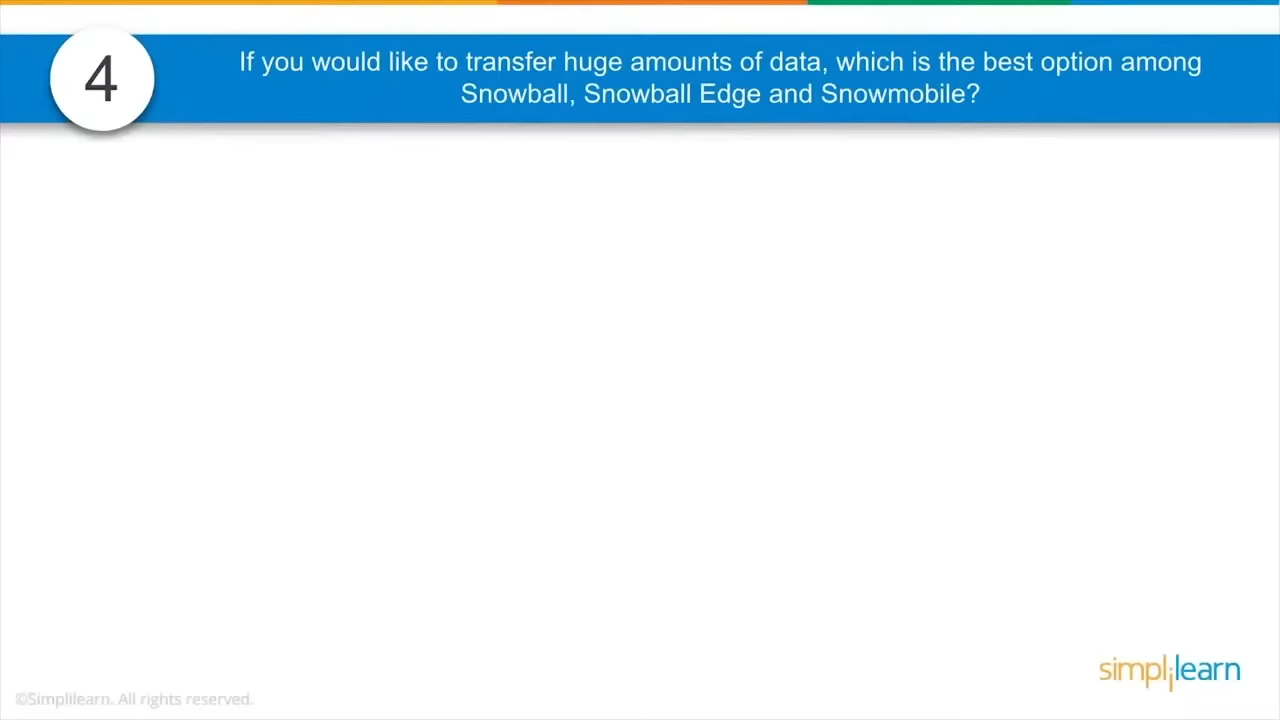 4
If you would like to transfer huge amounts of data, which is the best option among
Snowball, Snowball Edge and Snowmobile?
simplilearn
©Simplilearn. All rights reserved.